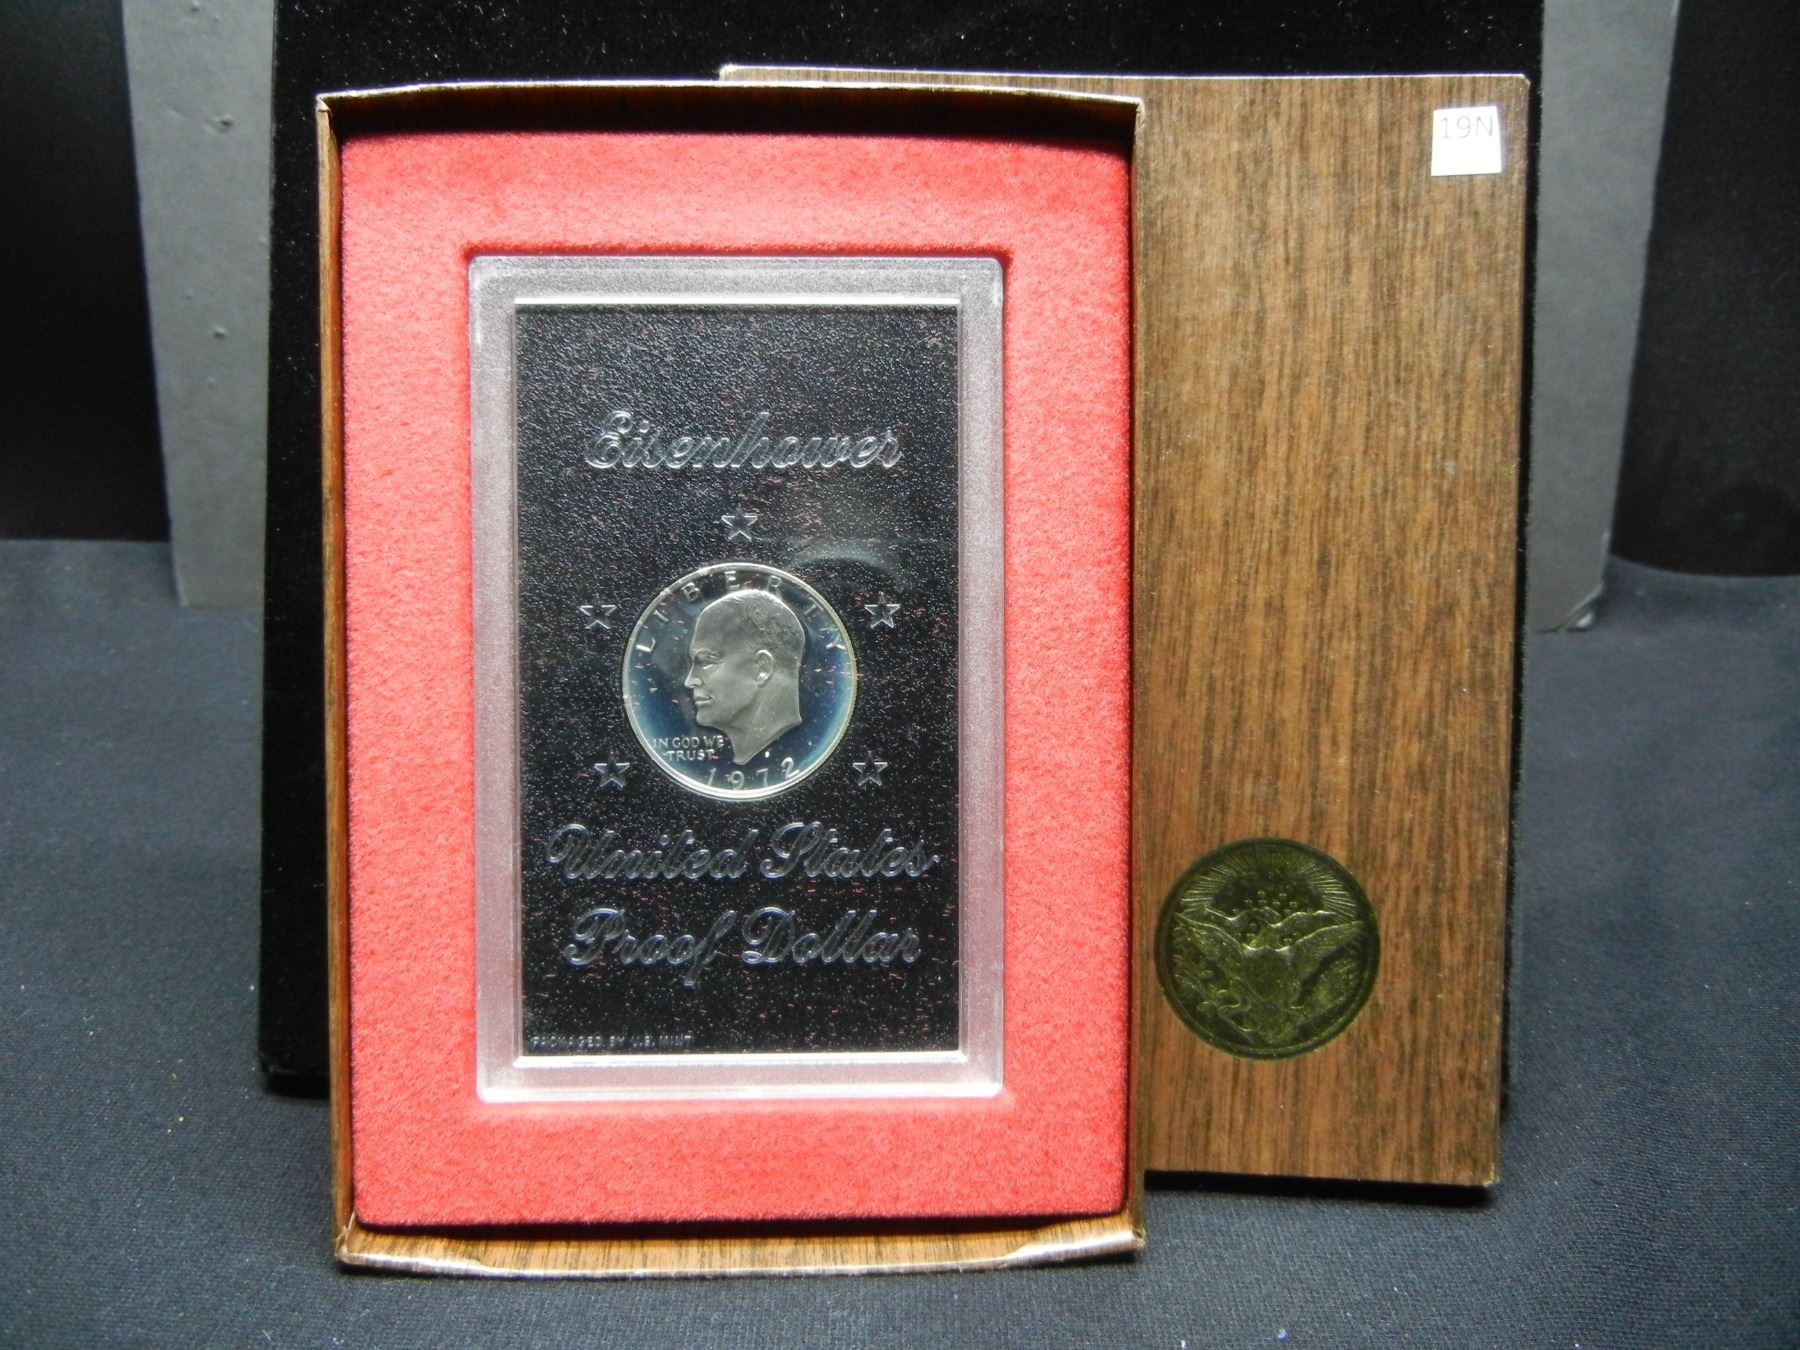 19N
Eisenhower
LIBERTY
IN GOD WE
TRUST
1972
United States
Proof Dollar
PACKAGED BY U.S. MINT